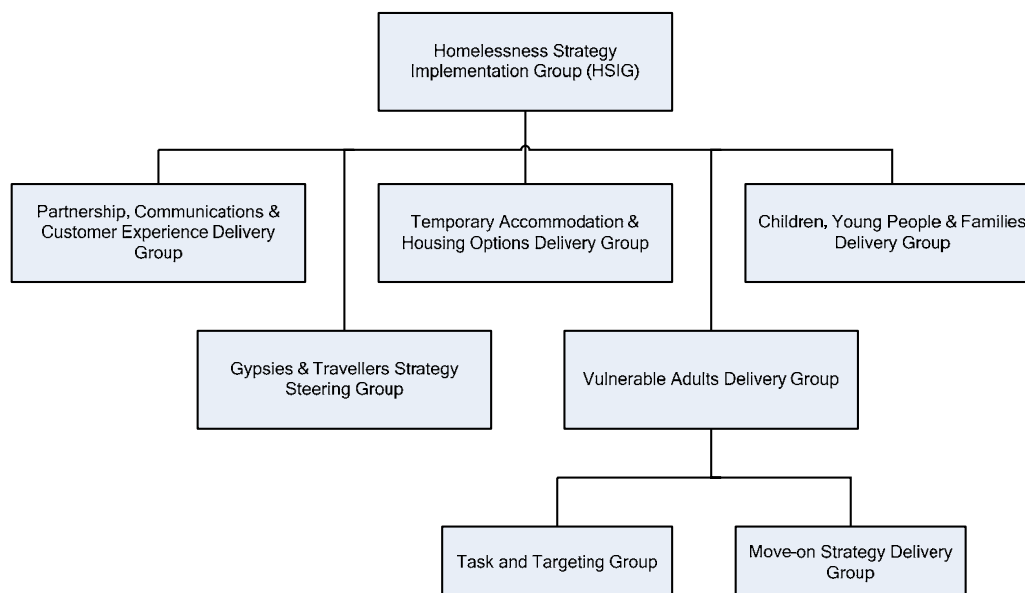 Homelessness Strategy
Implementation Group (HSIG)
Partnership, Communications &
Customer Experience Delivery
Group
Temporary Accommodation &
Housing Options Delivery Group
Children, Young People & Families
Delivery Group
Gypsies & Travellers Strategy
Steering Group
Vulnerable Adults Delivery Group
Task and Targeting Group
Move-on Strategy Delivery
Group